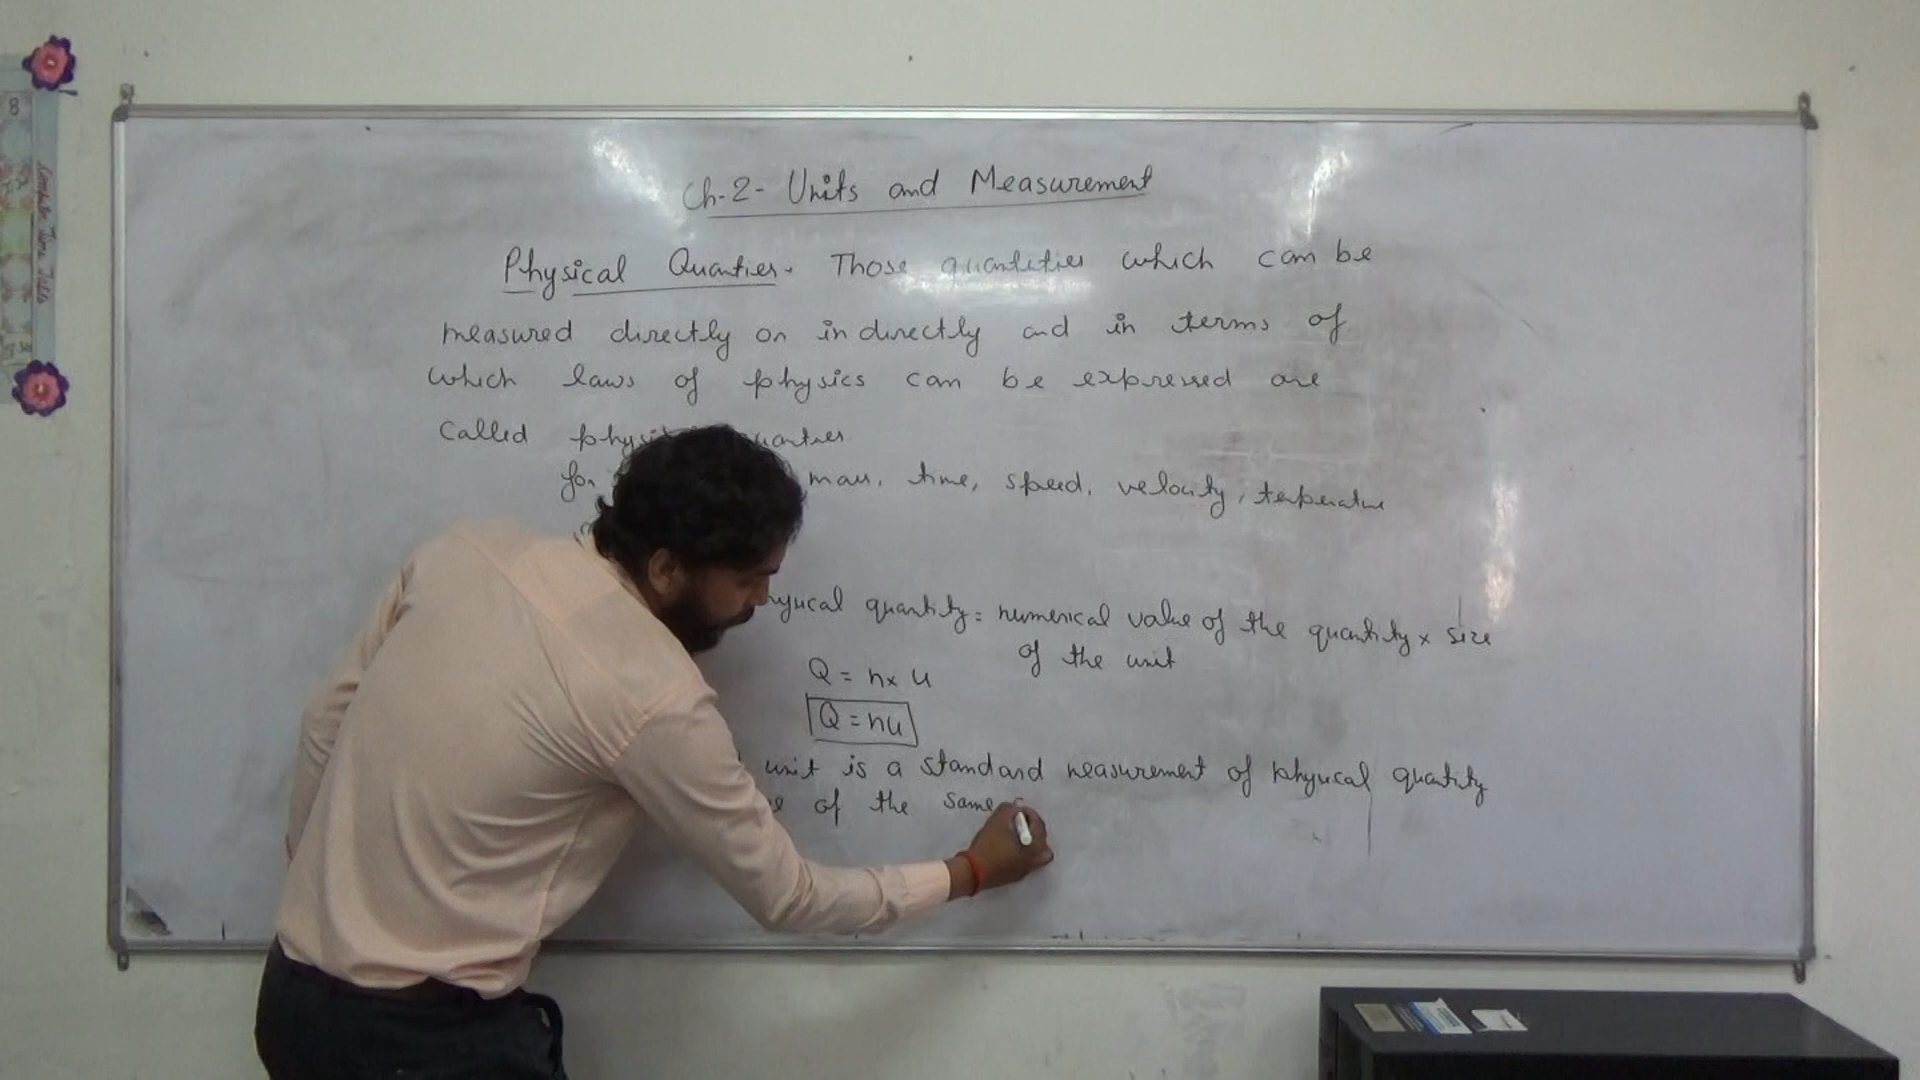 Ch-2- Units and Measurement
Physical Quanties- Those quantities which can be
measured directly or indirectly and in terms of
which laws of physics can be expressed are
Called quanties.
for mass, time, speed, velocity, temperature
quantity = numerical value of the quantity × size
of the unit
Q = n× u
Q = nu
unit is a standard measurement of physical quantity
of the same